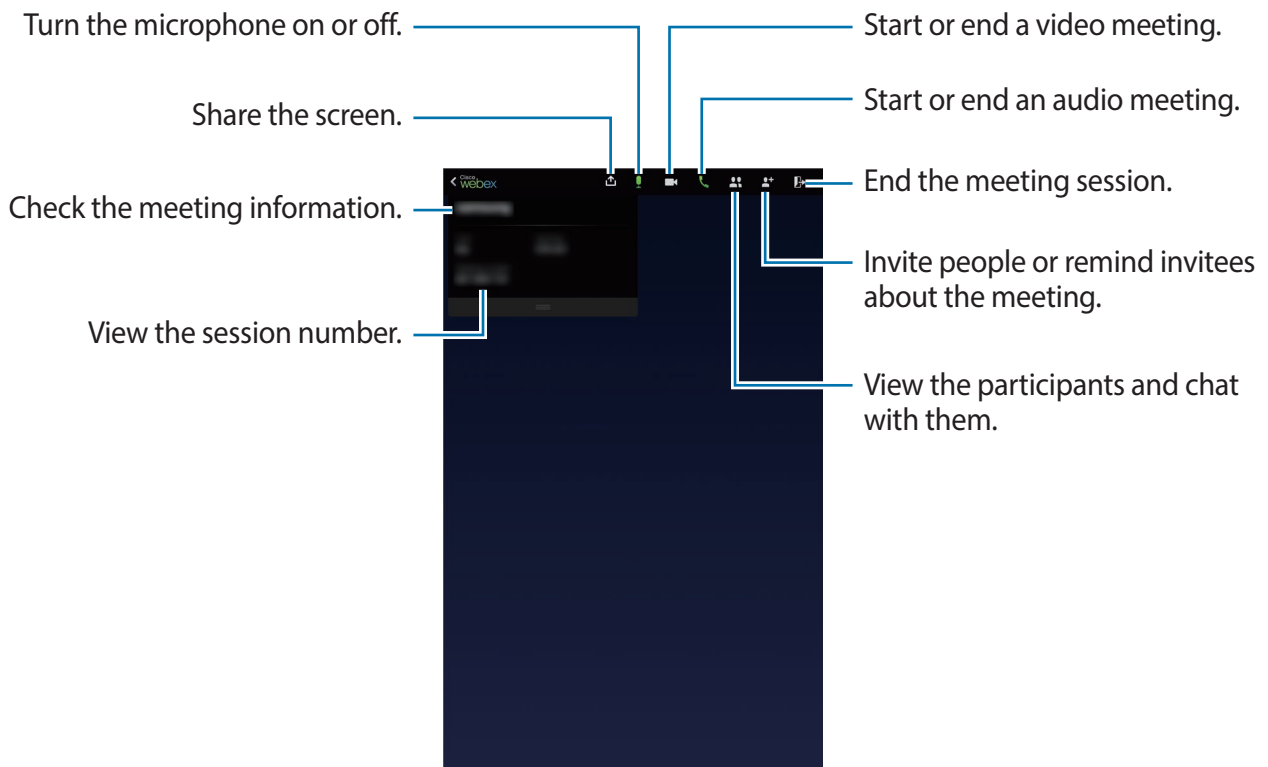 Turn the microphone on or off.
Start or end a video meeting.
Share the screen.
Start or end an audio meeting.
Cisco
webex
End the meeting session.
Check the meeting information.
Invite people or remind invitees
about the meeting.
View the session number.
View the participants and chat
with them.